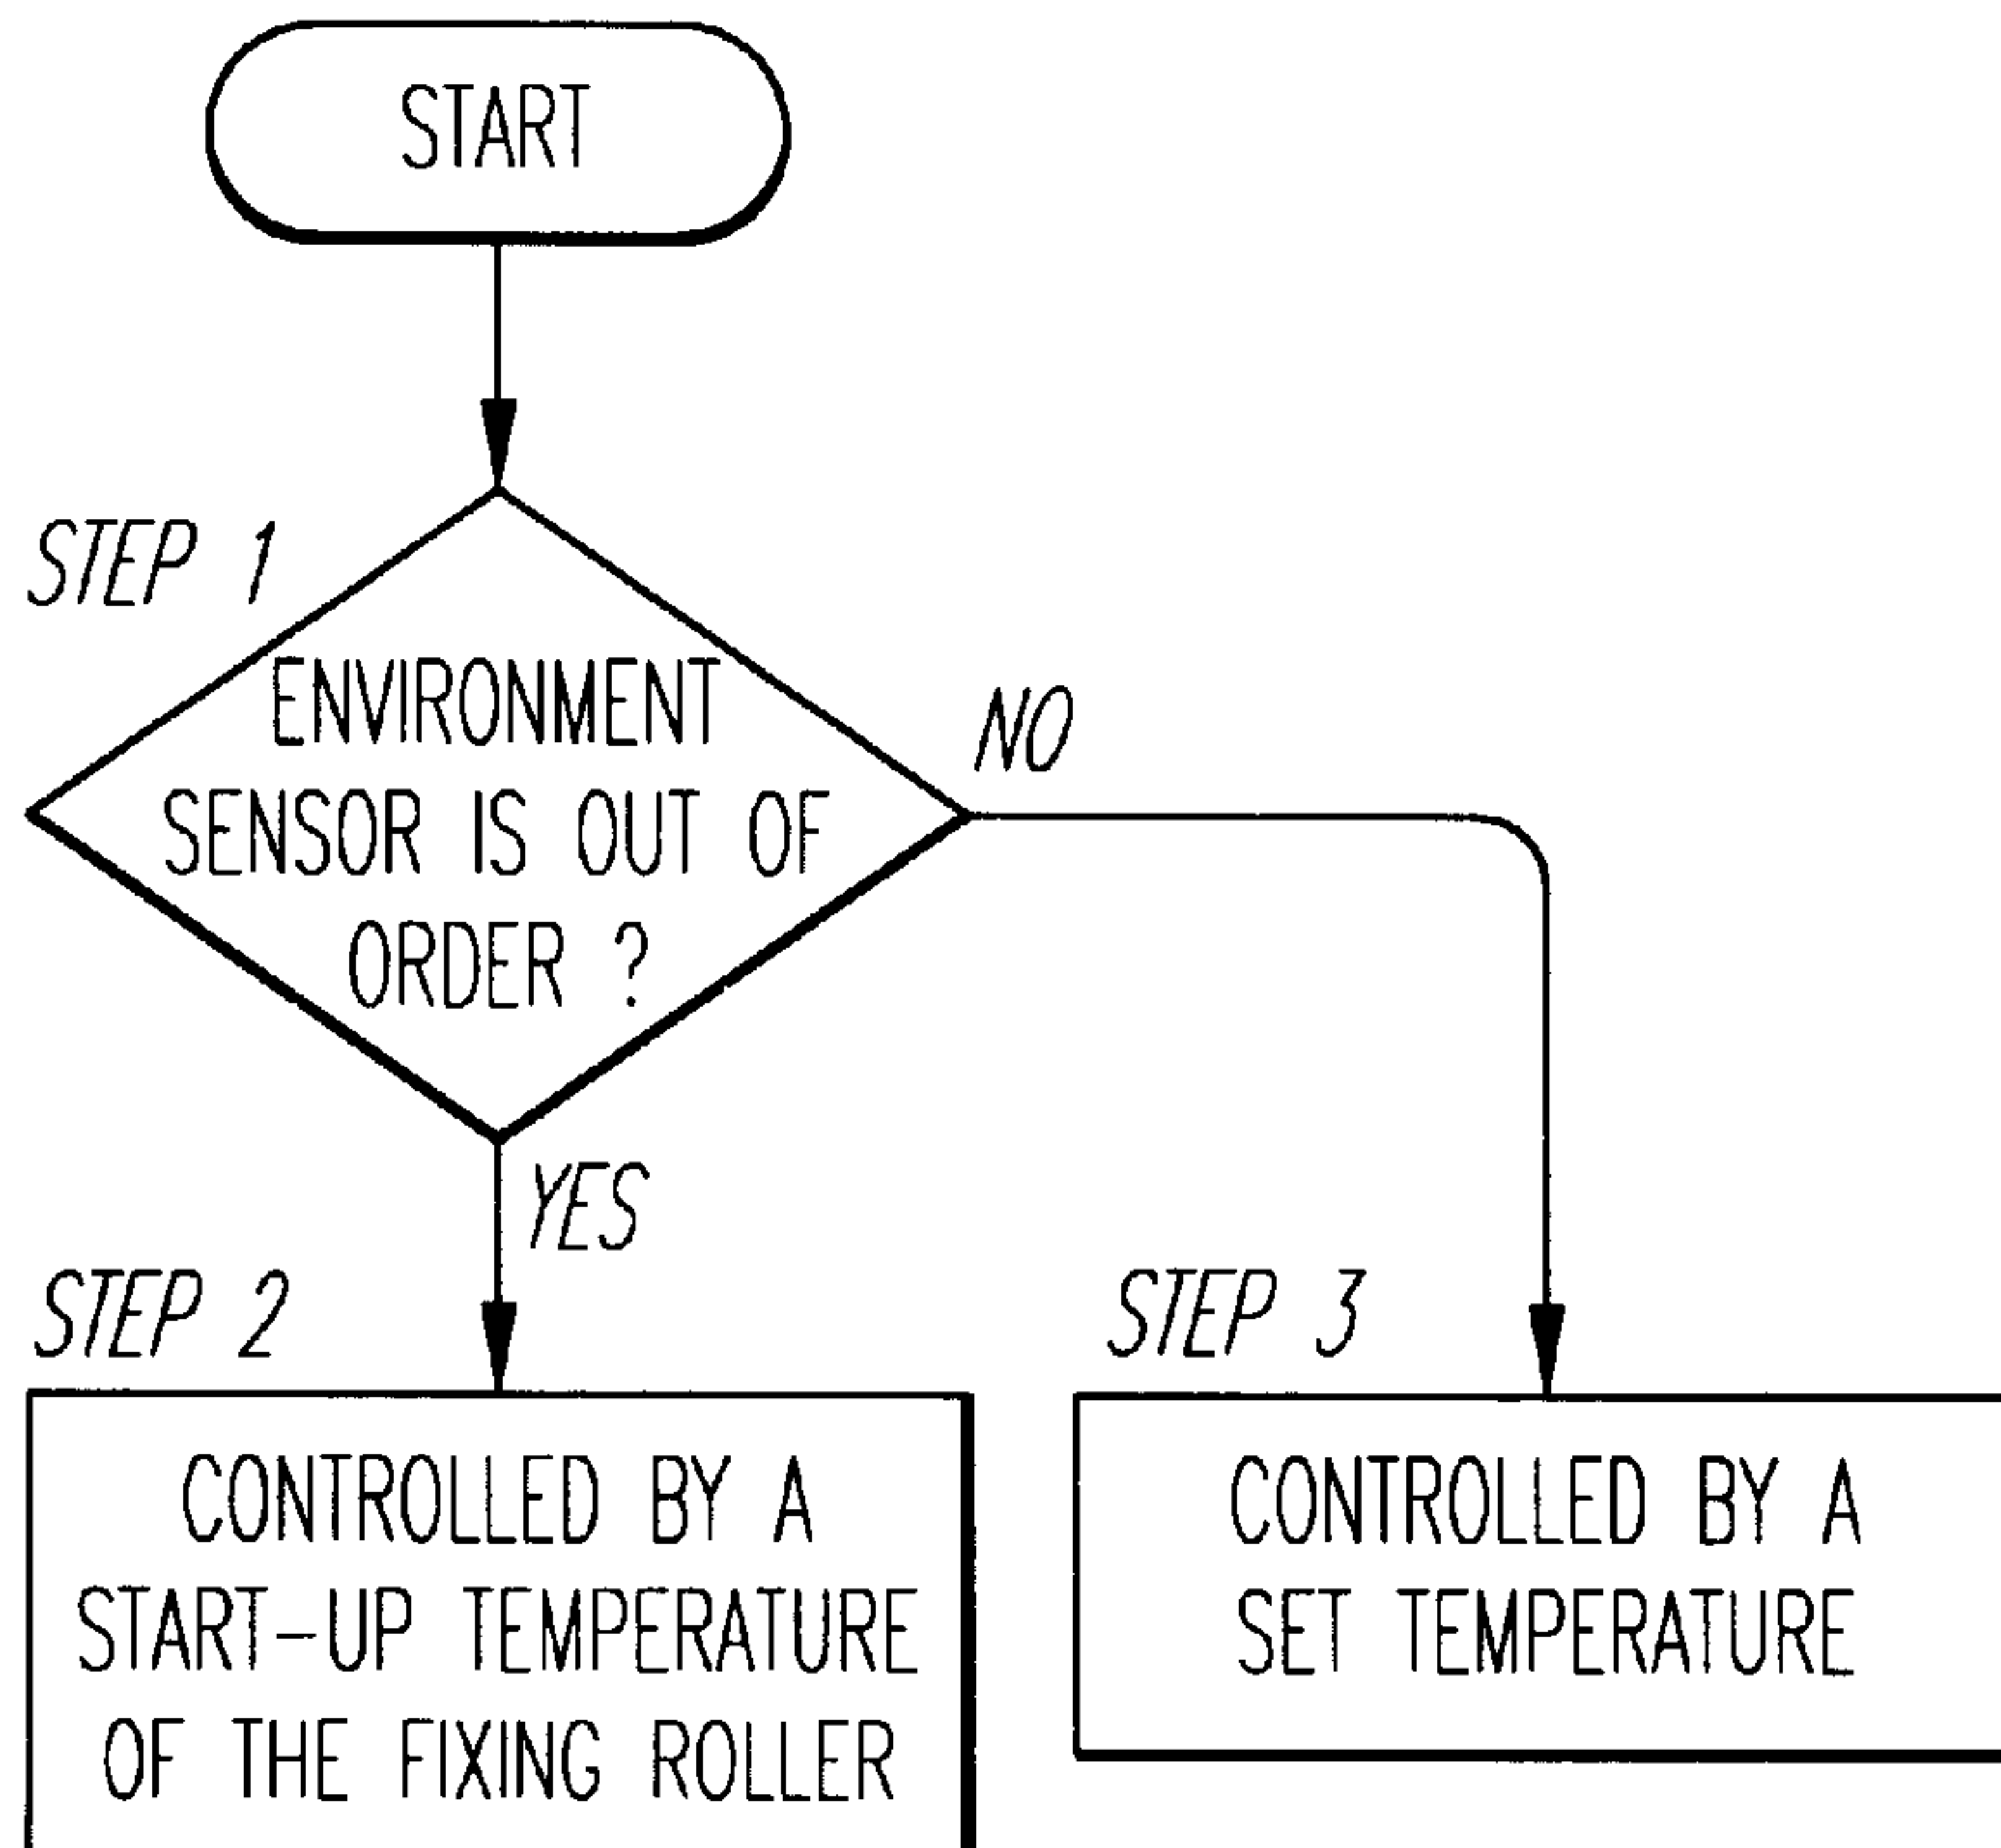 START
STEP 1
ENVIRONMENT
SENSOR IS OUT OF
ORDER ?
NO
YES
STEP 2
CONTROLLED BY A
START-UP TEMPERATURE
OF THE FIXING ROLLER
STEP 3
CONTROLLED BY A
SET TEMPERATURE